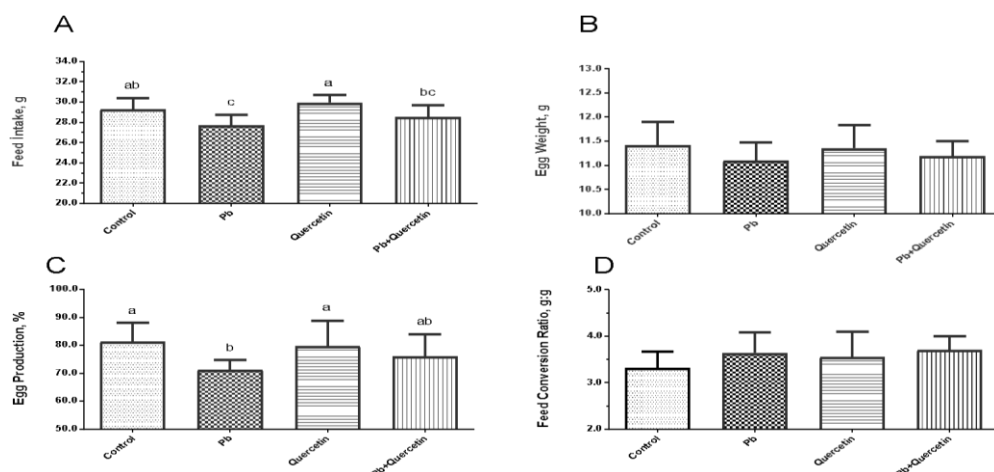 A
Feed Intake, g
34.0
32.0
30.0
28.0
26.0
24.0
22.0
20.0
ab
c
a
bc
Control
Pb
Quercetin
Pb+Quercetin
B
Egg Weight, g
13.0
12.5
12.0
11.5
11.0
10.5
10.0
Control
Pb
Quercetin
Pb+Quercetin
C
Egg Production, %
100.0
90.0
80.0
70.0
60.0
50.0
a
b
a
ab
Control
Pb
Quercetin
Pb+Quercetin
D
Feed Conversion Ratio, g:g
5.0
4.0
3.0
2.0
Control
Pb
Quercetin
Pb+Quercetin